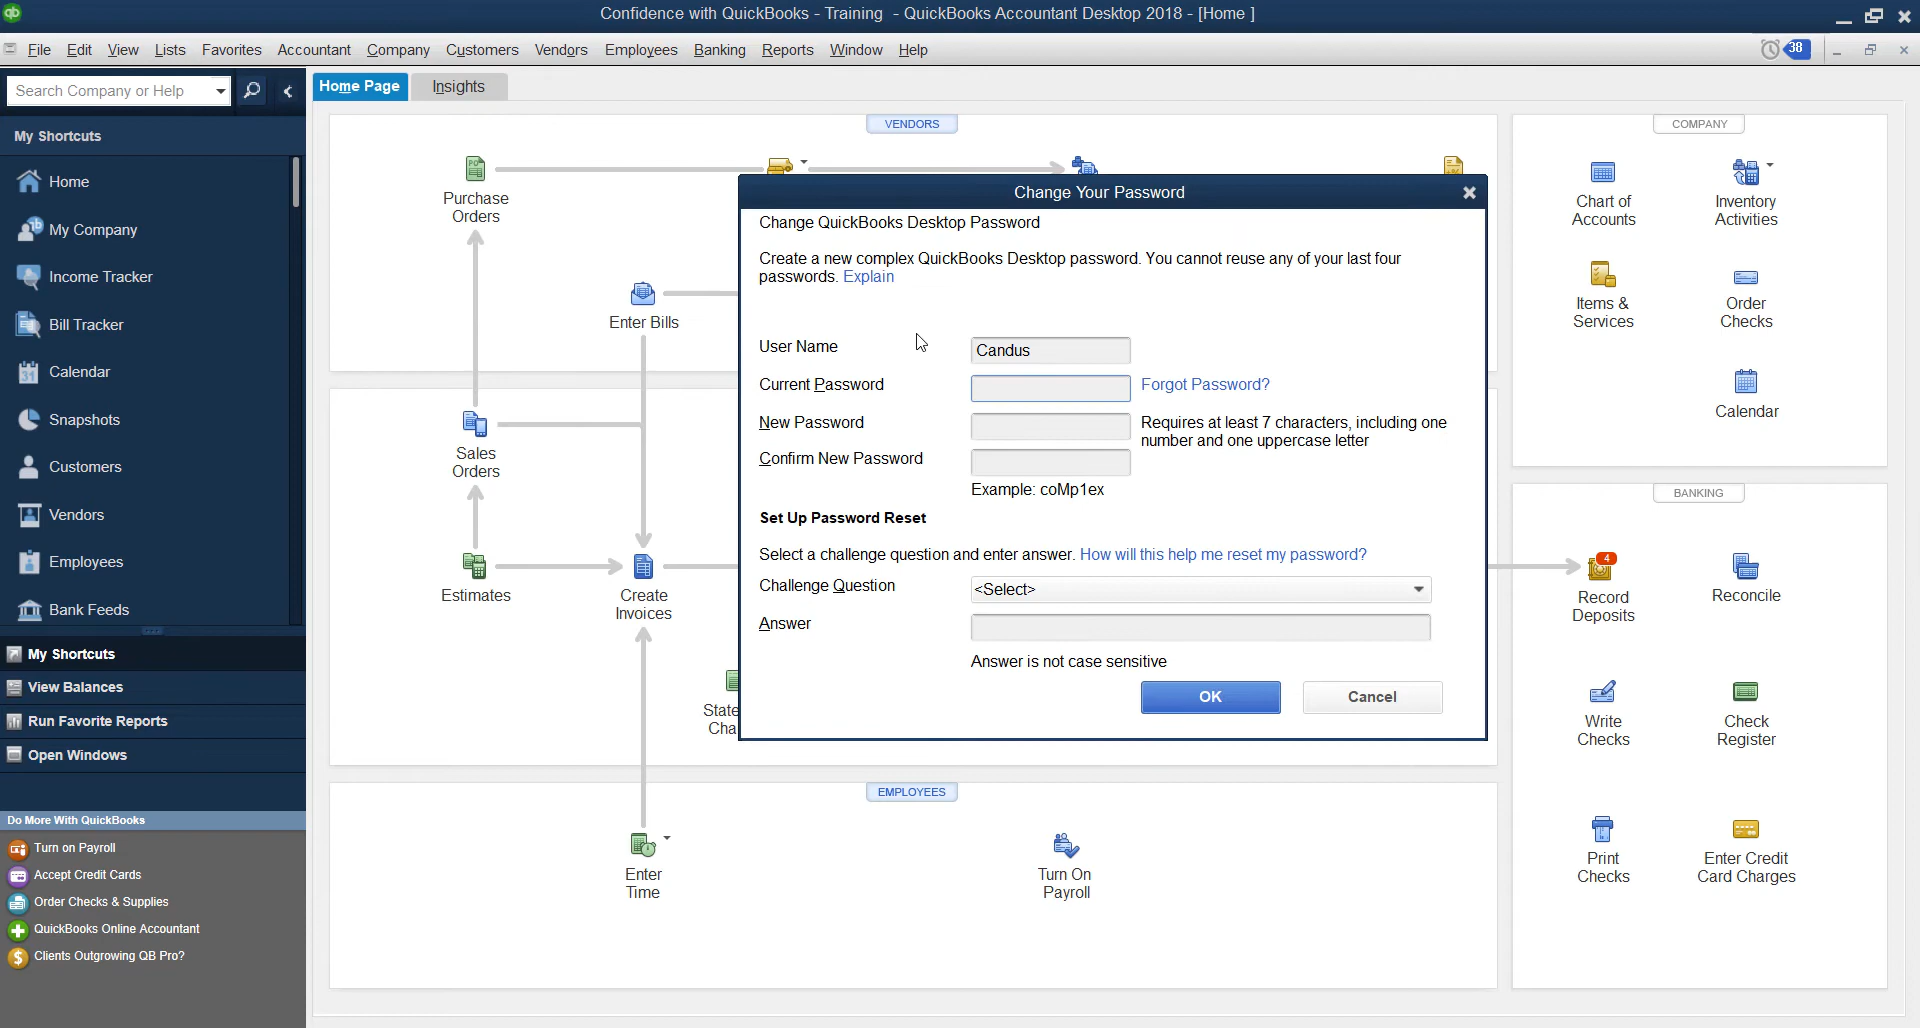 Confidence with QuickBooks - Training - QuickBooks Accountant Desktop 2018 - [Home ]
File Edit View Lists Favorites Accountant Company Customers Vendors Employees Banking Reports Window Help
38
Search Company or Help
Home Page
Insights
My Shortcuts
Home
My Company
Income Tracker
Bill Tracker
31
Calendar
Snapshots
Customers
Vendors
Employees
Bank Feeds
My Shortcuts
View Balances
Run Favorite Reports
Open Windows
Do More With QuickBooks
Turn on Payroll
Accept Credit Cards
Order Checks & Supplies
QuickBooks Online Accountant
Clients Outgrowing QB Pro?
VENDORS
Purchase
Orders
Enter Bills
Sales
Orders
Estimates
Create
Invoices
State
Cha
EMPLOYEES
Enter
Time
Turn On
Payroll
Change Your Password
Change QuickBooks Desktop Password
Create a new complex QuickBooks Desktop password. You cannot reuse any of your last four
passwords. Explain
User Name
Candus
Current Password
Forgot Password?
New Password
Requires at least 7 characters, including one
number and one uppercase letter
Confirm New Password
Example: coMp1ex
Set Up Password Reset
Select a challenge question and enter answer. How will this help me reset my password?
Challenge Question
<Select>
Answer
Answer is not case sensitive
OK
Cancel
COMPANY
Chart of
Accounts
Inventory
Activities
Items &
Services
Order
Checks
Calendar
BANKING
4
Record
Deposits
Reconcile
Write
Checks
Check
Register
Print
Checks
Enter Credit
Card Charges